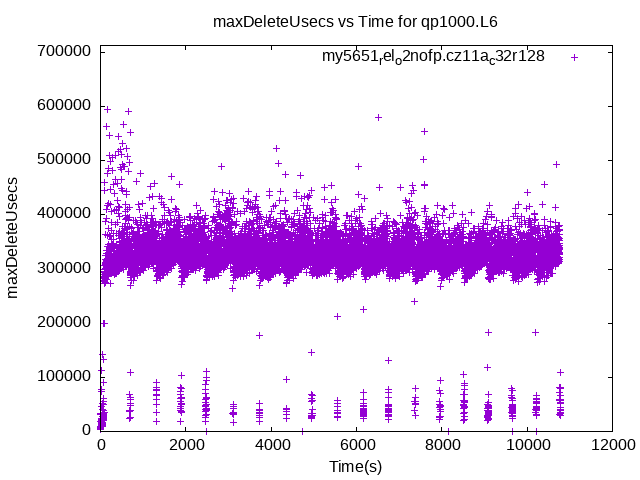 maxDeleteUsecs vs Time for qp1000.L6
700000
my5651relo2nofp.cz11ac32r128
600000
500000
400000
maxDeleteUsecs
300000
200000
100000
0
0 2000 4000 6000 8000 10000 12000
Time(s)